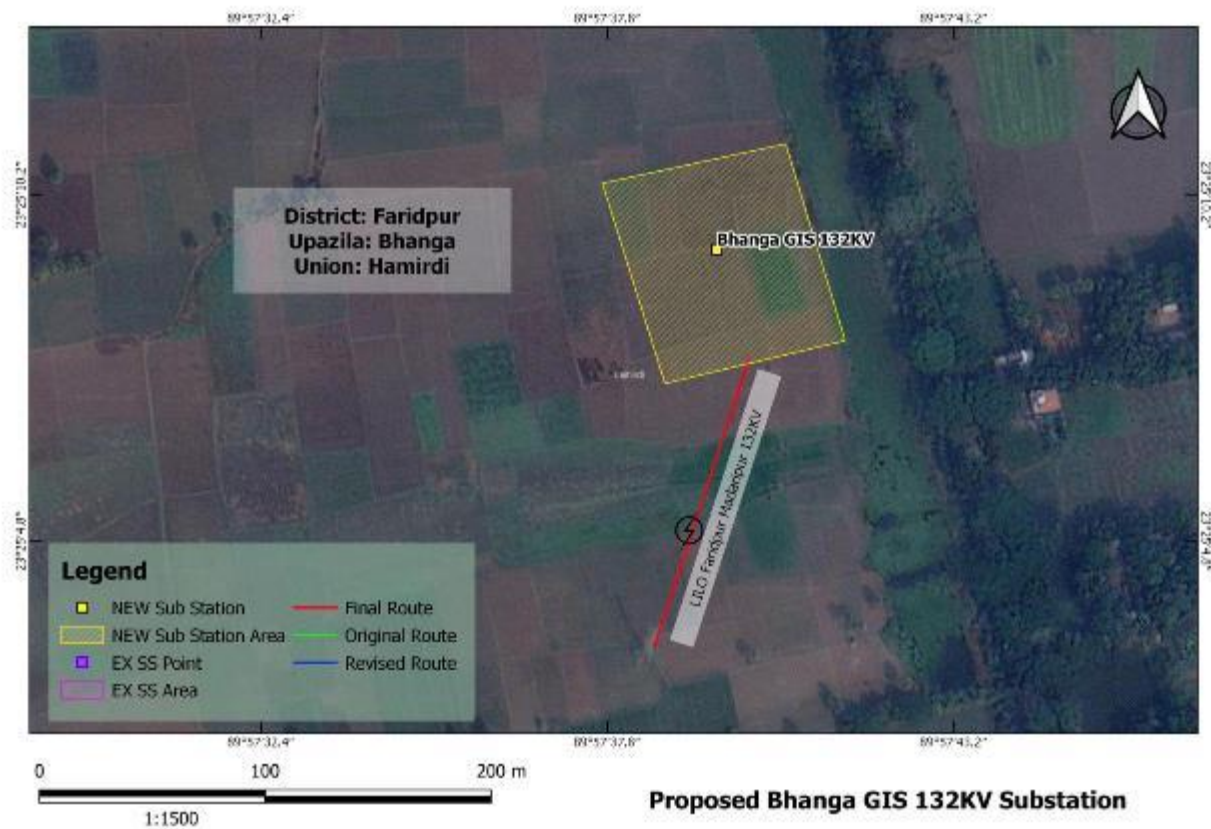 89°57'32.4"
89°57'37.8"
89°57'43.2"
23°25'10.2"
23°25'10.2"
District: Faridpur
Upazila: Bhanga
Union: Hamirdi
Bhanga GIS 132KV
LILO Faridpur Madaripur 132KV
23°25'4.8"
23°25'4.8"
Legend
NEW Sub Station
NEW Sub Station Area
EX SS Point
EX SS Area
Final Route
Original Route
Revised Route
89°57'32.4"
89°57'37.8"
89°57'43.2"
0 100 200 m
1:1500
Proposed Bhanga GIS 132KV Substation